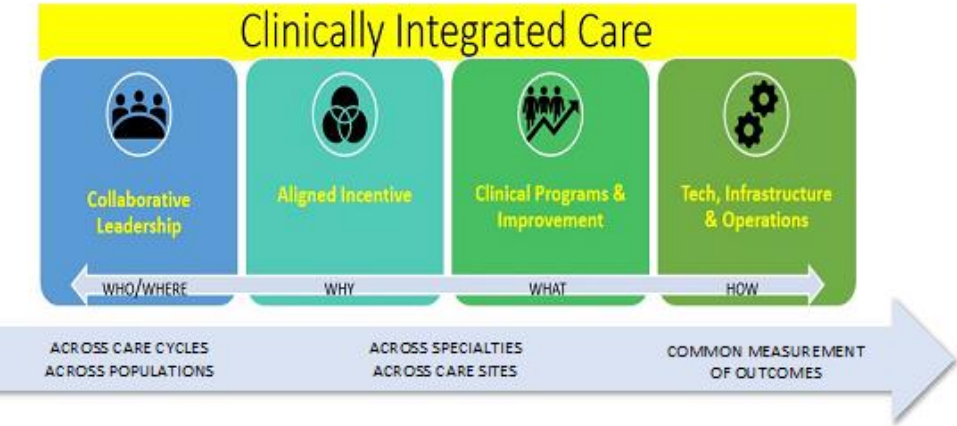 Clinically Integrated Care
Collaborative
Leadership
Aligned Incentive
Clinical Programs &
Improvement
Tech, Infrastructure
& Operations
WHO/WHERE
WHY
WHAT
HOW
ACROSS CARE CYCLES
ACROSS POPULATIONS
ACROSS SPECIALTIES
ACROSS CARE SITES
COMMON MEASUREMENT
OF OUTCOMES